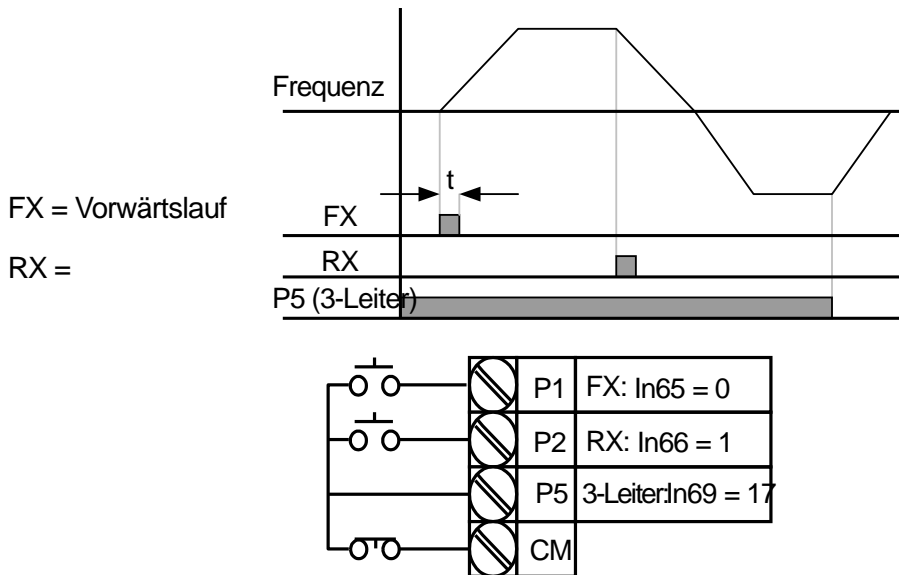 Frequenz
t
FX = Vorwärtslauf
FX
RX =
RX
P5 (3-Leiter)
P1 FX: In65 = 0
P2 RX: In66 = 1
P5 3-Leiter:In69 = 17
CM